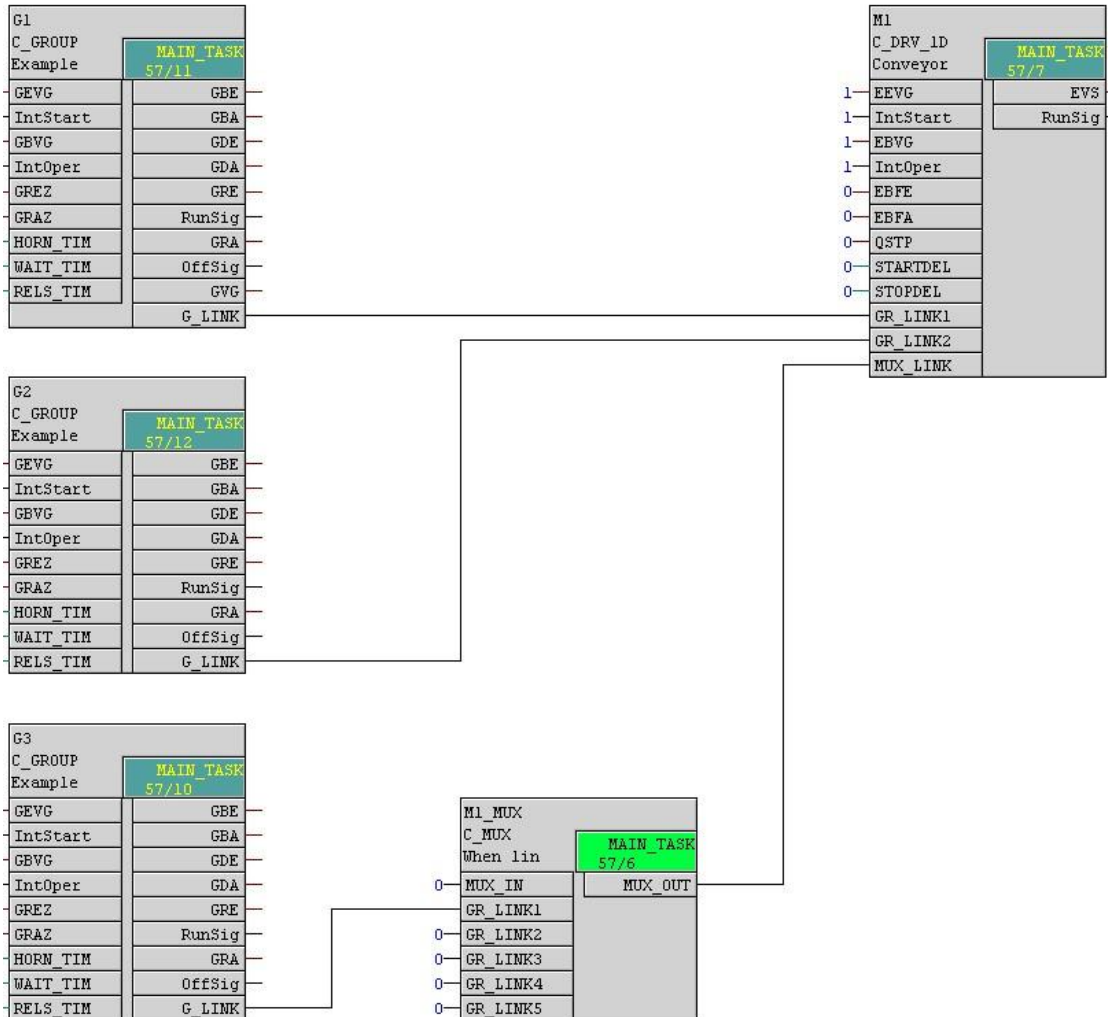 G1
C_GROUP
Example
MAIN_TASK
57/11
GEVG GBE
IntStart GBA
GBVG GDE
IntOper GDA
GREZ GRE
GRAZ RunSig
HORN_TIM GRA
WAIT_TIM OffSig
RELS_TIM GVG
G_LINK
M1
C_DRV_1D
Conveyor
MAIN_TASK
57/7
1 EEVG EVS
1 IntStart RunSig
1 EBVG
1 IntOper
0 EBFE
0 EBFA
0 QSTP
0 STARTDEL
0 STOPDEL
GR_LINK1
GR_LINK2
MUX_LINK
G2
C_GROUP
Example
MAIN_TASK
57/12
GEVG GBE
IntStart GBA
GBVG GDE
IntOper GDA
GREZ GRE
GRAZ RunSig
HORN_TIM GRA
WAIT_TIM OffSig
RELS_TIM G_LINK
G3
C_GROUP
Example
MAIN_TASK
57/10
GEVG GBE
IntStart GBA
GBVG GDE
IntOper GDA
GREZ GRE
GRAZ RunSig
HORN_TIM GRA
WAIT_TIM OffSig
RELS_TIM G_LINK
M1_MUX
C_MUX
When lin
MAIN_TASK
57/6
0 MUX_IN MUX_OUT
GR_LINK1
0 GR_LINK2
0 GR_LINK3
0 GR_LINK4
0 GR_LINK5